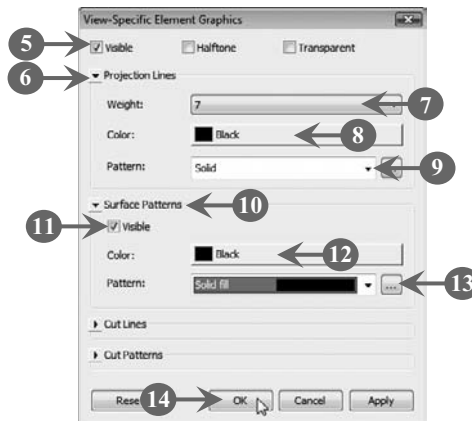 View-Specific Element Graphics
5 Visible Halftone Transparent
6 Projection Lines
Weight: 7 7
Color: Black 8
Pattern: Solid 9
Surface Patterns 10
11 Visible
Color: Black 12
Pattern: Solid fill ... 13
Cut Lines
Cut Patterns
14 OK Cancel Apply